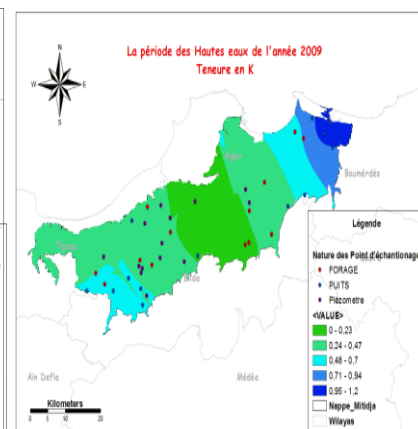 La période des Hautes eaux de l'année 2009
Teneure en K
N
W
E
S
Alger
Boumérdès
Tipaza
Blida
Ain Defla
Médéa
Légende
Nature des Point d'échantionage
FORAGE
PUITS
Piézometre
<VALUE>
0 - 0,23
0,24 - 0,47
0,48 - 0,7
0,71 - 0,94
0,95 - 1,2
Nappe_Mitidja
Wilayas
Kilometers
0 5 10 20